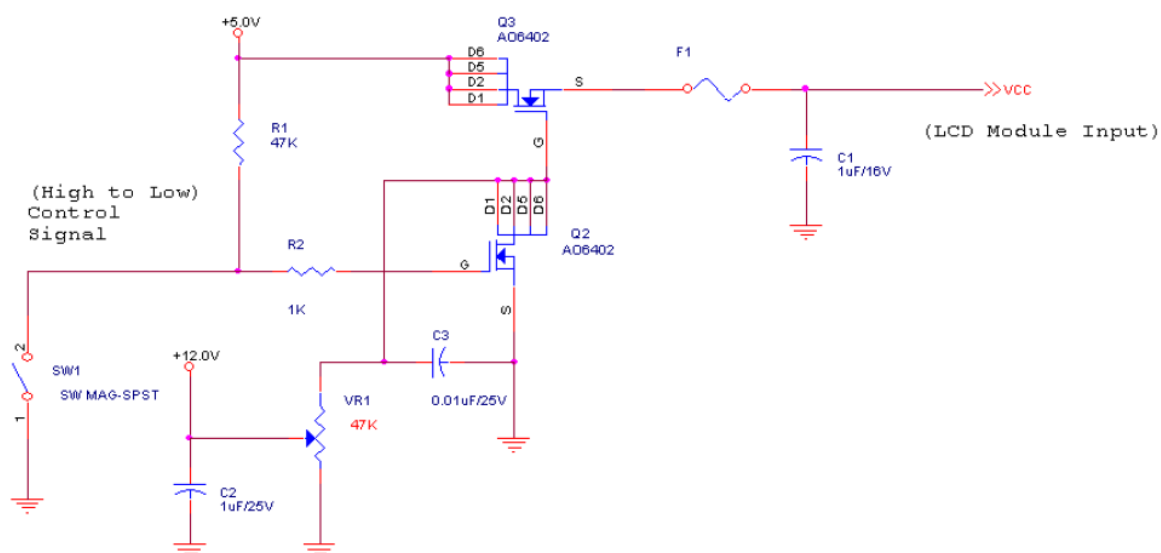 +5.0V
Q3
AO6402
D6
D5
D2
D1
S
G
F1
VCC
(LCD Module Input)
C1
1uF/16V
R1
47K
(High to Low)
Control
Signal
D1
D2
D5
D6
Q2
AO6402
R2
1K
G
S
C3
0.01uF/25V
+12.0V
2
SW1
SW MAG-SPST
1
VR1
47K
C2
1uF/25V